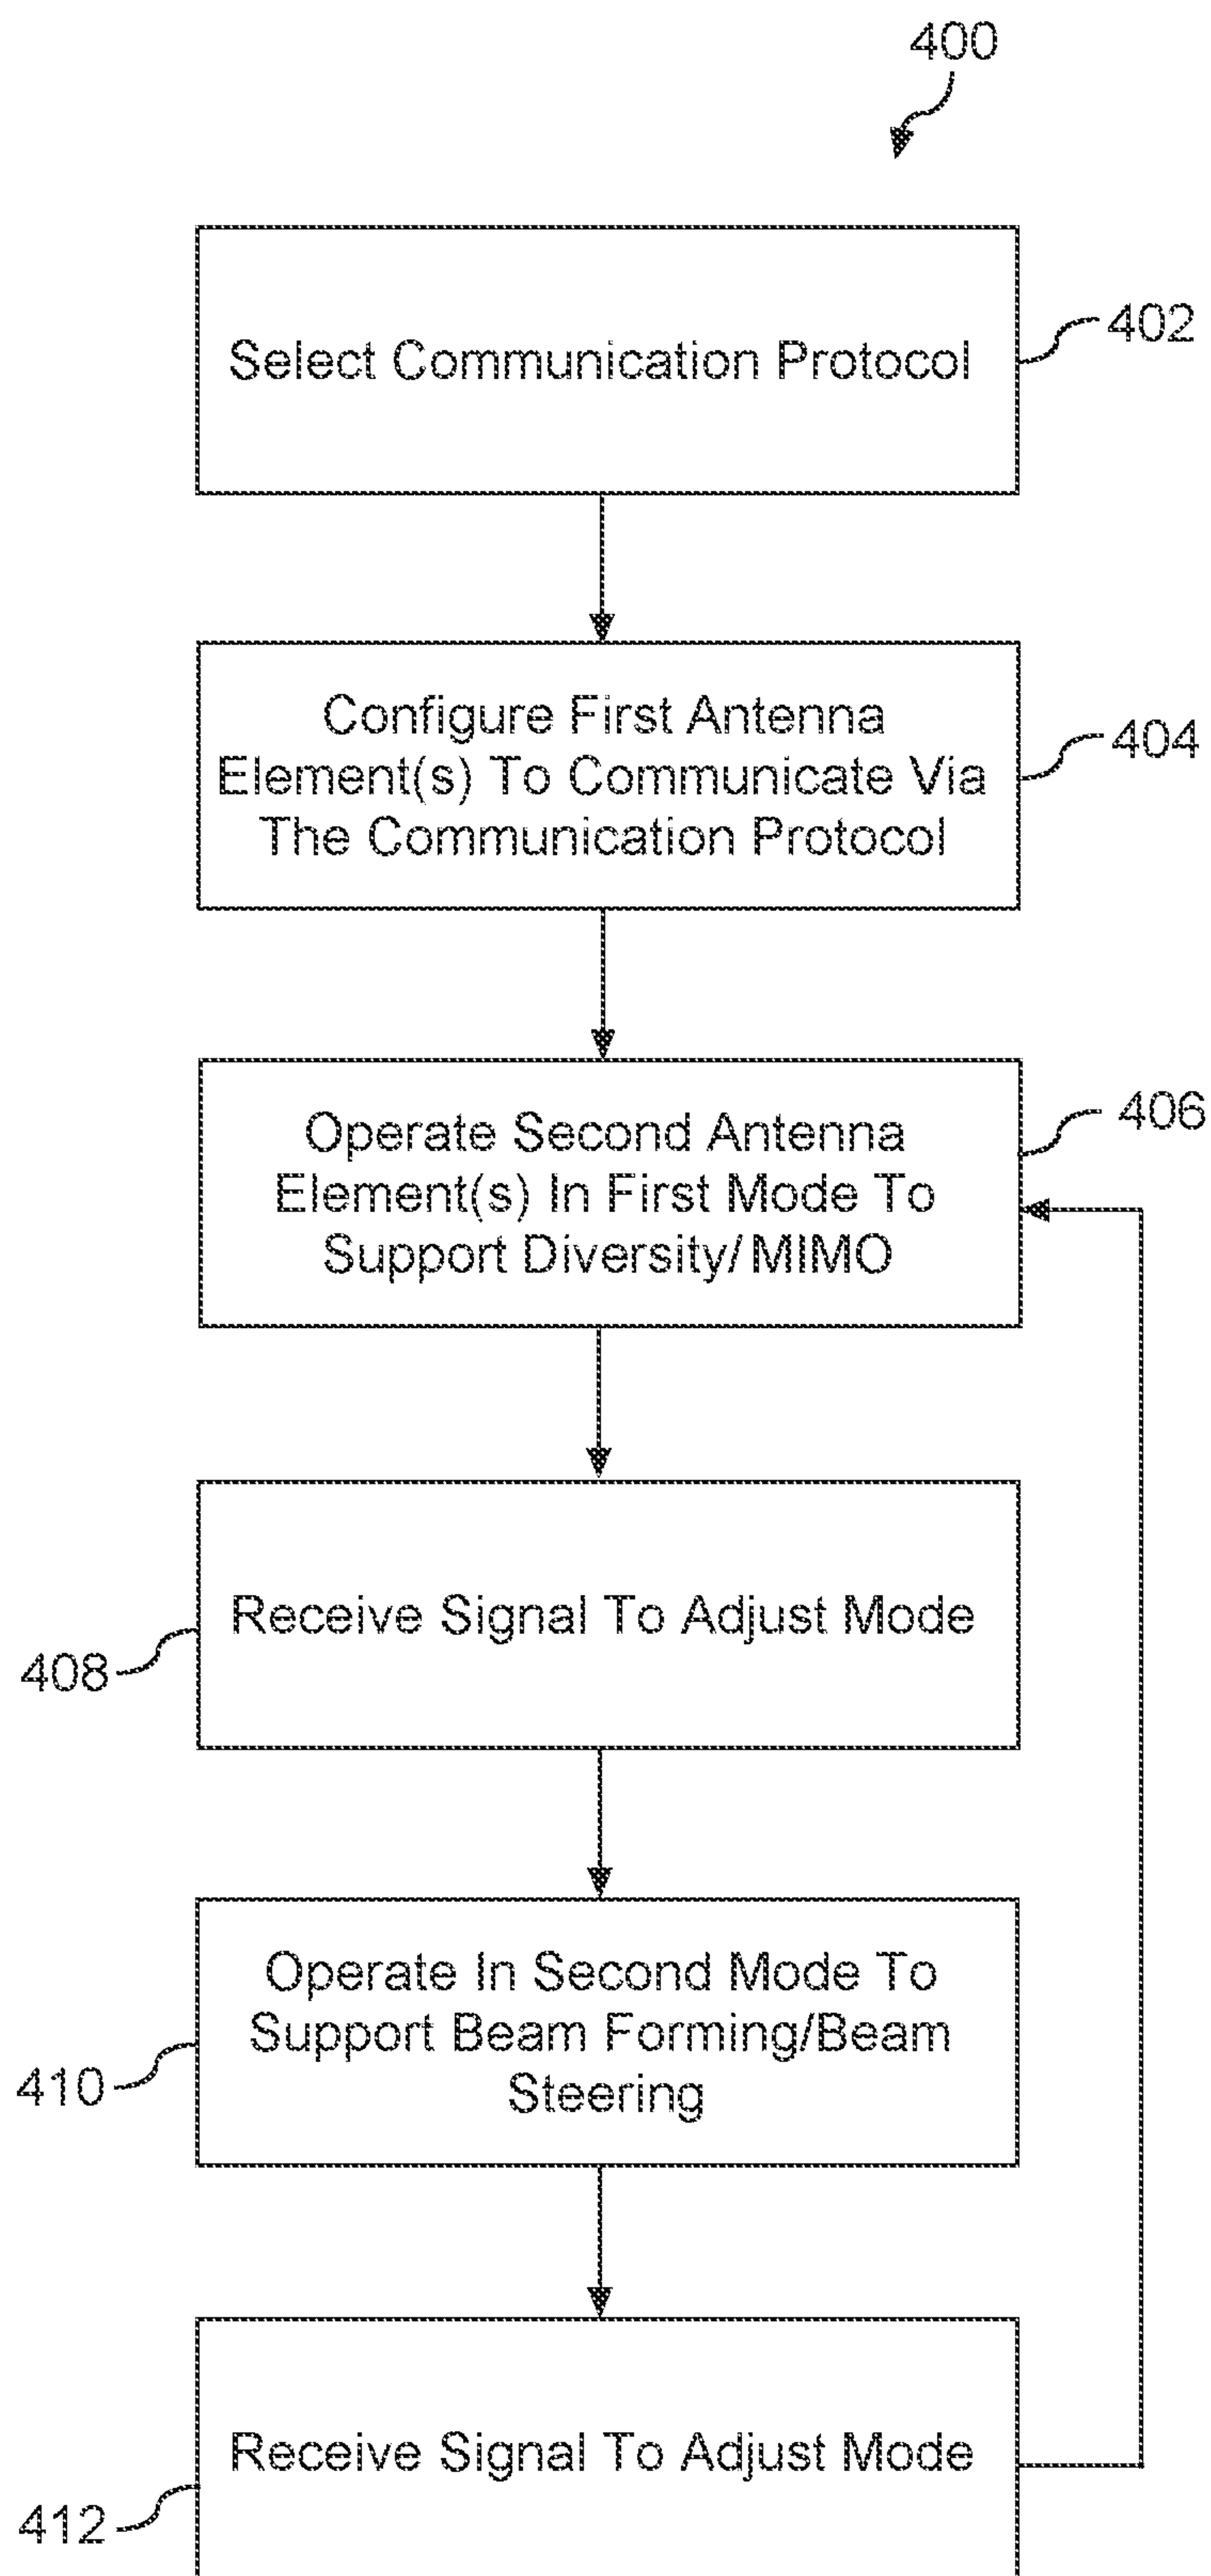 400
Select Communication Protocol
402
Configure First Antenna
Element(s) To Communicate Via
The Communication Protocol
404
Operate Second Antenna
Element(s) In First Mode To
Support Diversity/MIMO
406
Receive Signal To Adjust Mode
408
Operate In Second Mode To
Support Beam Forming/Beam
Steering
410
Receive Signal To Adjust Mode
412